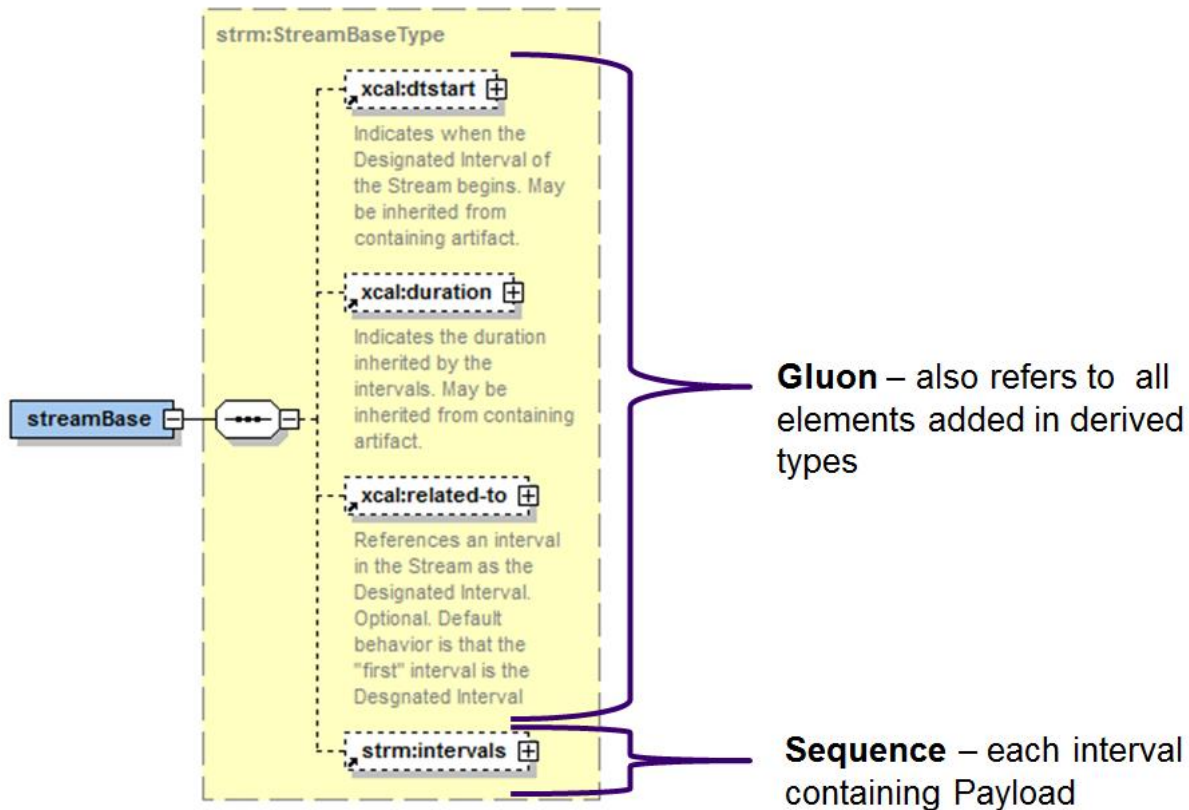 strm:StreamBaseType
xcal:dtstart
Indicates when the
Designated Interval of
the Stream begins. May
be inherited from
containing artifact.
xcal:duration
Indicates the duration
inherited by the
intervals. May be
inherited from containing
artifact.
streamBase
xcal:related-to
References an interval
in the Stream as the
Designated Interval.
Optional. Default
behavior is that the
"first" interval is the
Desgnated Interval
strm:intervals
Gluon – also refers to all
elements added in derived
types
Sequence – each interval
containing Payload